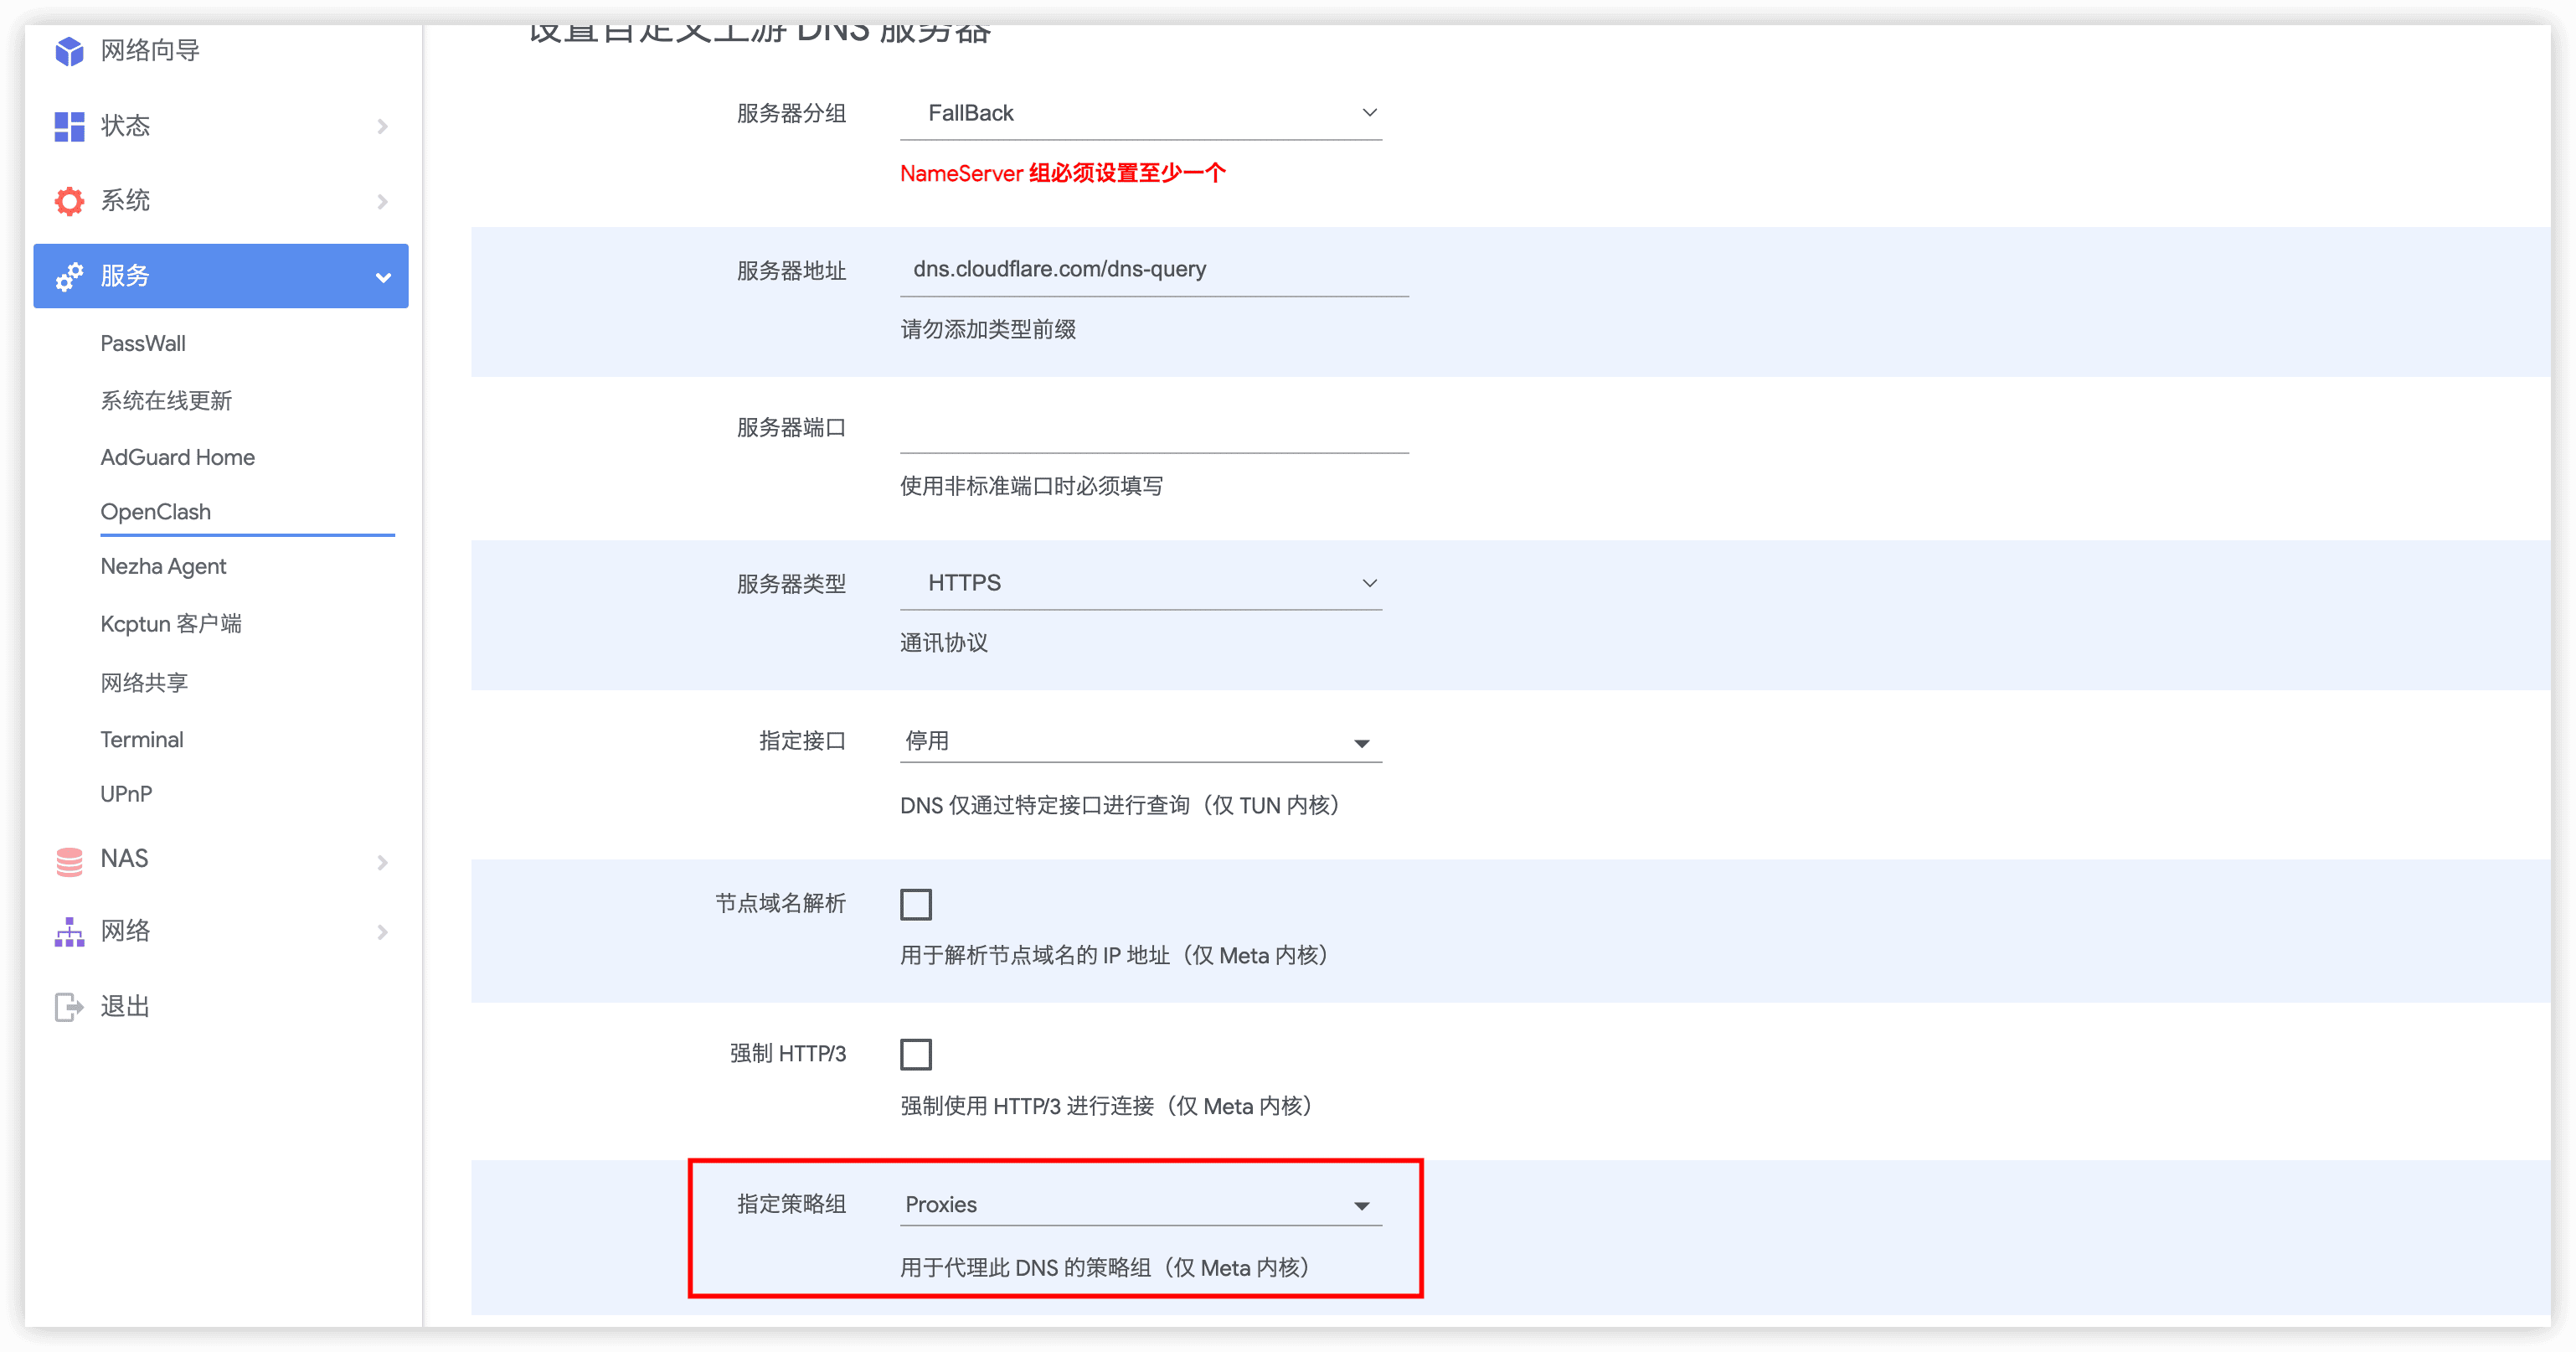 网络向导
状态
系统
服务
PassWall
系统在线更新
AdGuard Home
OpenClash
Nezha Agent
Kcptun 客户端
网络共享
Terminal
UPnP
NAS
网络
退出
设置自定义上游 DNS 服务器
服务器分组
FallBack
NameServer 组必须设置至少一个
服务器地址
dns.cloudflare.com/dns-query
请勿添加类型前缀
服务器端口
使用非标准端口时必须填写
服务器类型
HTTPS
通讯协议
指定接口
停用
DNS 仅通过特定接口进行查询（仅 TUN 内核）
节点域名解析
用于解析节点域名的 IP 地址（仅 Meta 内核）
强制 HTTP/3
强制使用 HTTP/3 进行连接（仅 Meta 内核）
指定策略组
Proxies
用于代理此 DNS 的策略组（仅 Meta 内核）